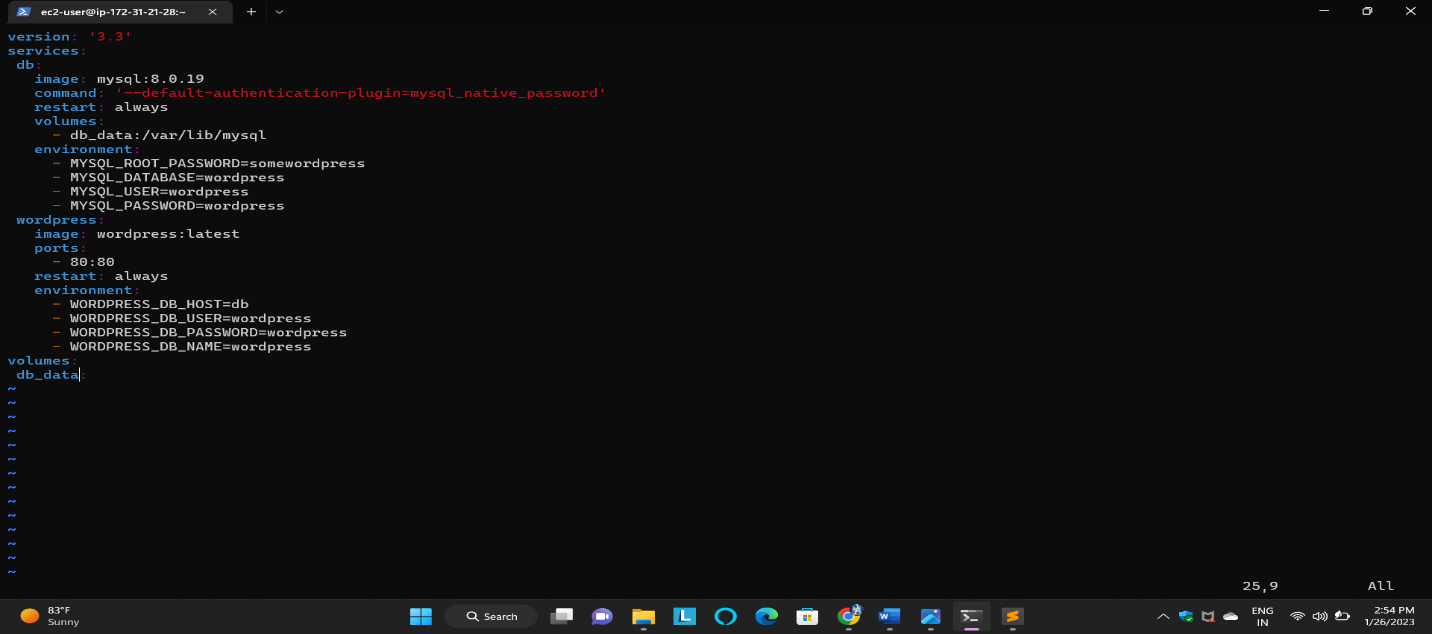 ec2-user@ip-172-31-21-28:~
version: '3.3'
services:
 db:
   image: mysql:8.0.19
   command: '--default-authentication-plugin=mysql_native_password'
   restart: always
   volumes:
     - db_data:/var/lib/mysql
   environment:
     - MYSQL_ROOT_PASSWORD=somewordpress
     - MYSQL_DATABASE=wordpress
     - MYSQL_USER=wordpress
     - MYSQL_PASSWORD=wordpress
 wordpress:
   image: wordpress:latest
   ports:
     - 80:80
   restart: always
   environment:
     - WORDPRESS_DB_HOST=db
     - WORDPRESS_DB_USER=wordpress
     - WORDPRESS_DB_PASSWORD=wordpress
     - WORDPRESS_DB_NAME=wordpress
volumes:
 db_data:
~
~
~
~
~
~
~
~
~
~
~
~
~
~
25,9 All
83°F
Sunny
Search
ENG
IN
2:54 PM
1/26/2023